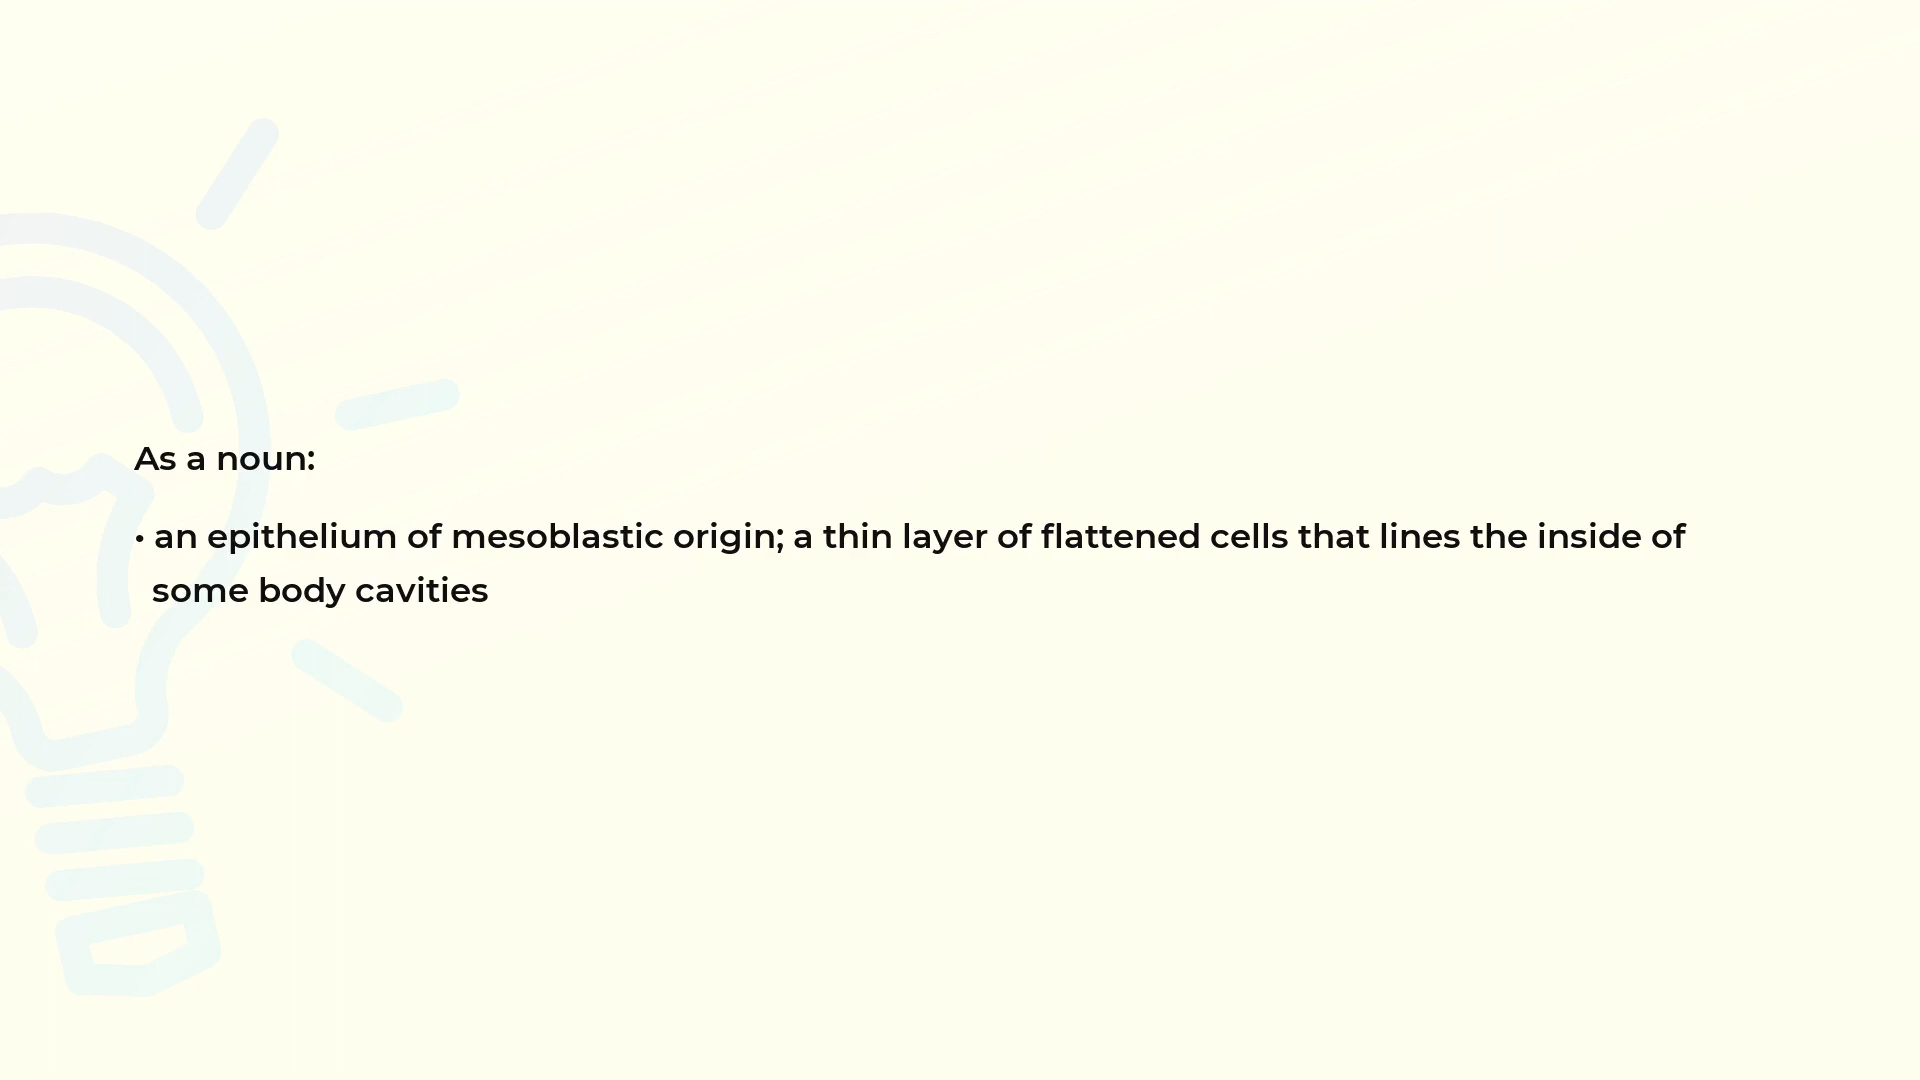 As a noun:
• an epithelium of mesoblastic origin; a thin layer of flattened cells that lines the inside of
some body cavities